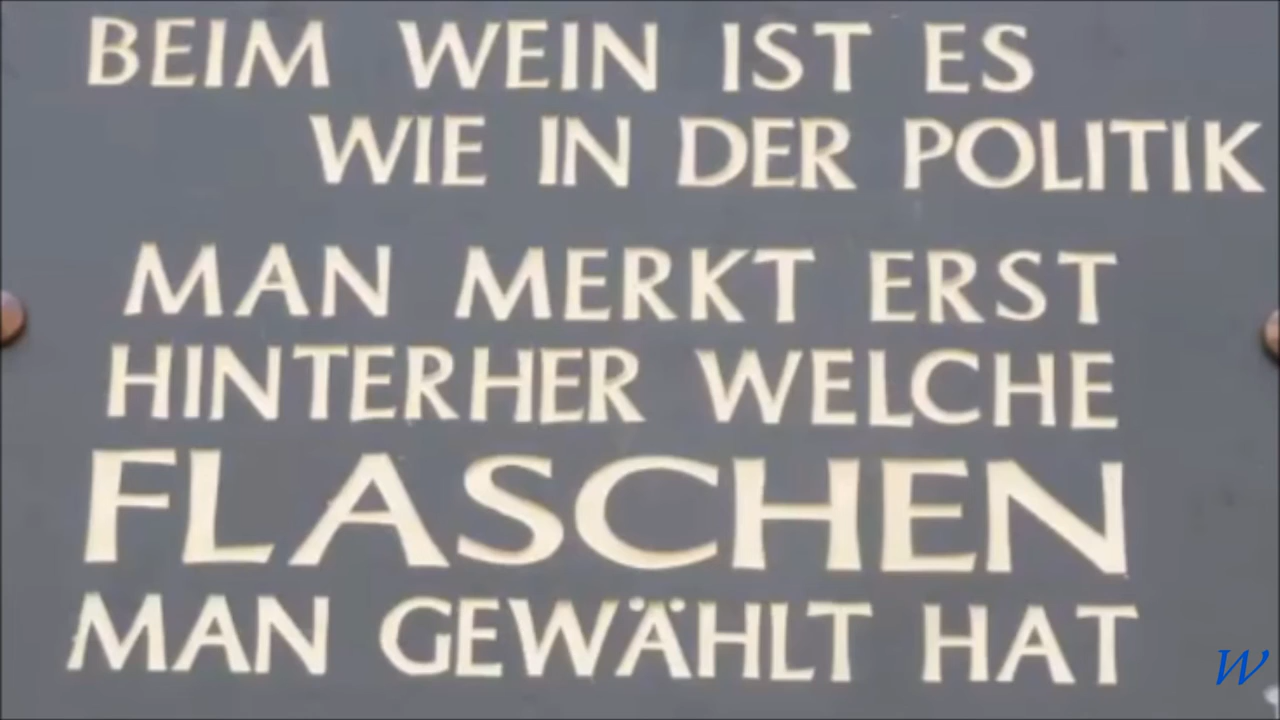 BEIM WEIN IST ES
WIE IN DER POLITIK
MAN MERKT ERST
HINTERHER WELCHE
FLASCHEN
MAN GEWÄHLT HAT
W